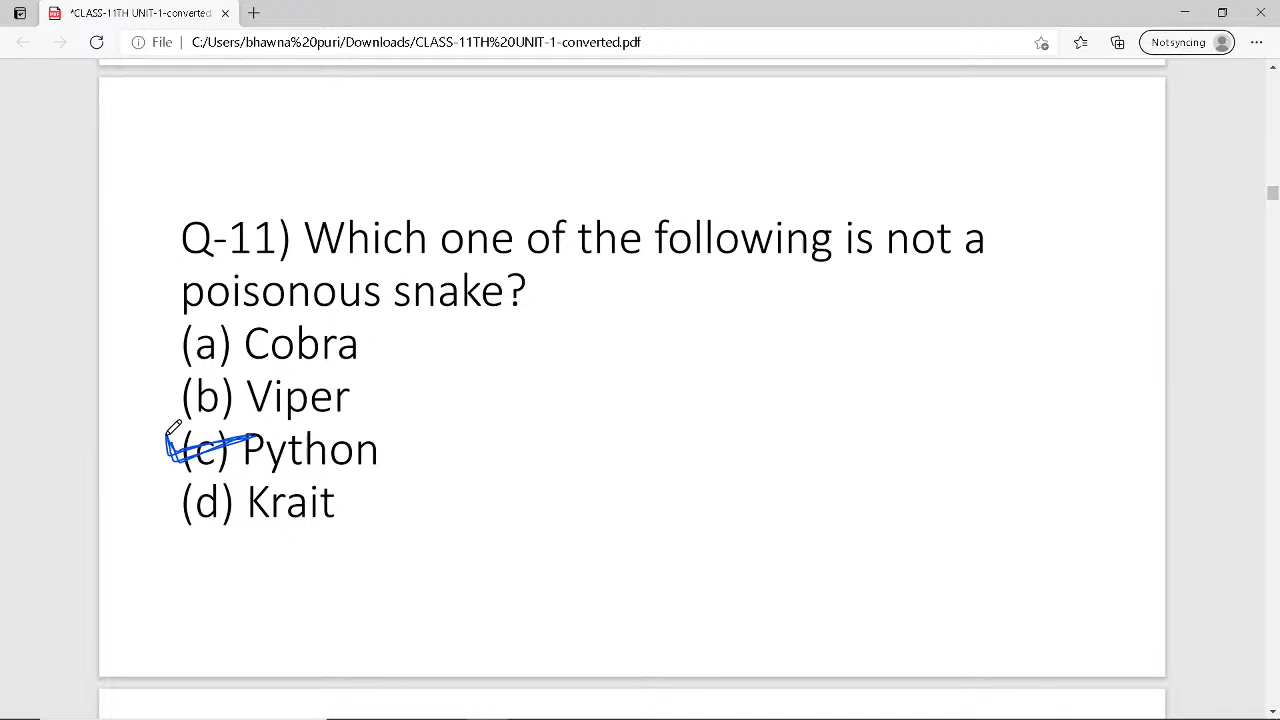 *CLASS-11TH UNIT-1-converted
File | C:/Users/bhawna%20puri/Downloads/CLASS-11TH%20UNIT-1-converted.pdf
Not syncing
Q-11) Which one of the following is not a
poisonous snake?
(a) Cobra
(b) Viper
(c) Python
(d) Krait